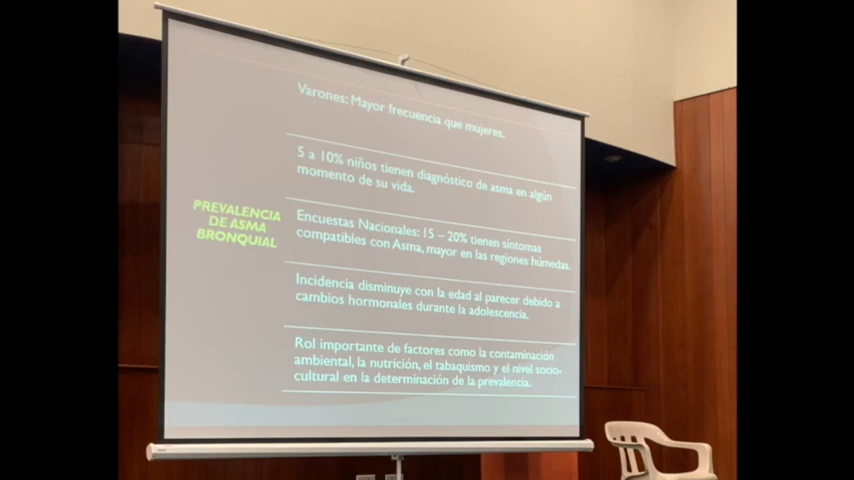 PREVALENCIA
DE ASMA
BRONQUIAL
Varones: Mayor frecuencia que mujeres.
5 a 10% niños tienen diagnóstico de asma en algún
momento de su vida.
Encuestas Nacionales: 15 – 20% tienen síntomas
compatibles con Asma, mayor en las regiones húmedas.
Incidencia disminuye con la edad al parecer debido a
cambios hormonales durante la adolescencia.
Rol importante de factores como la contaminación
ambiental, la nutrición, el tabaquismo y el nivel socio-
cultural en la determinación de la prevalencia.